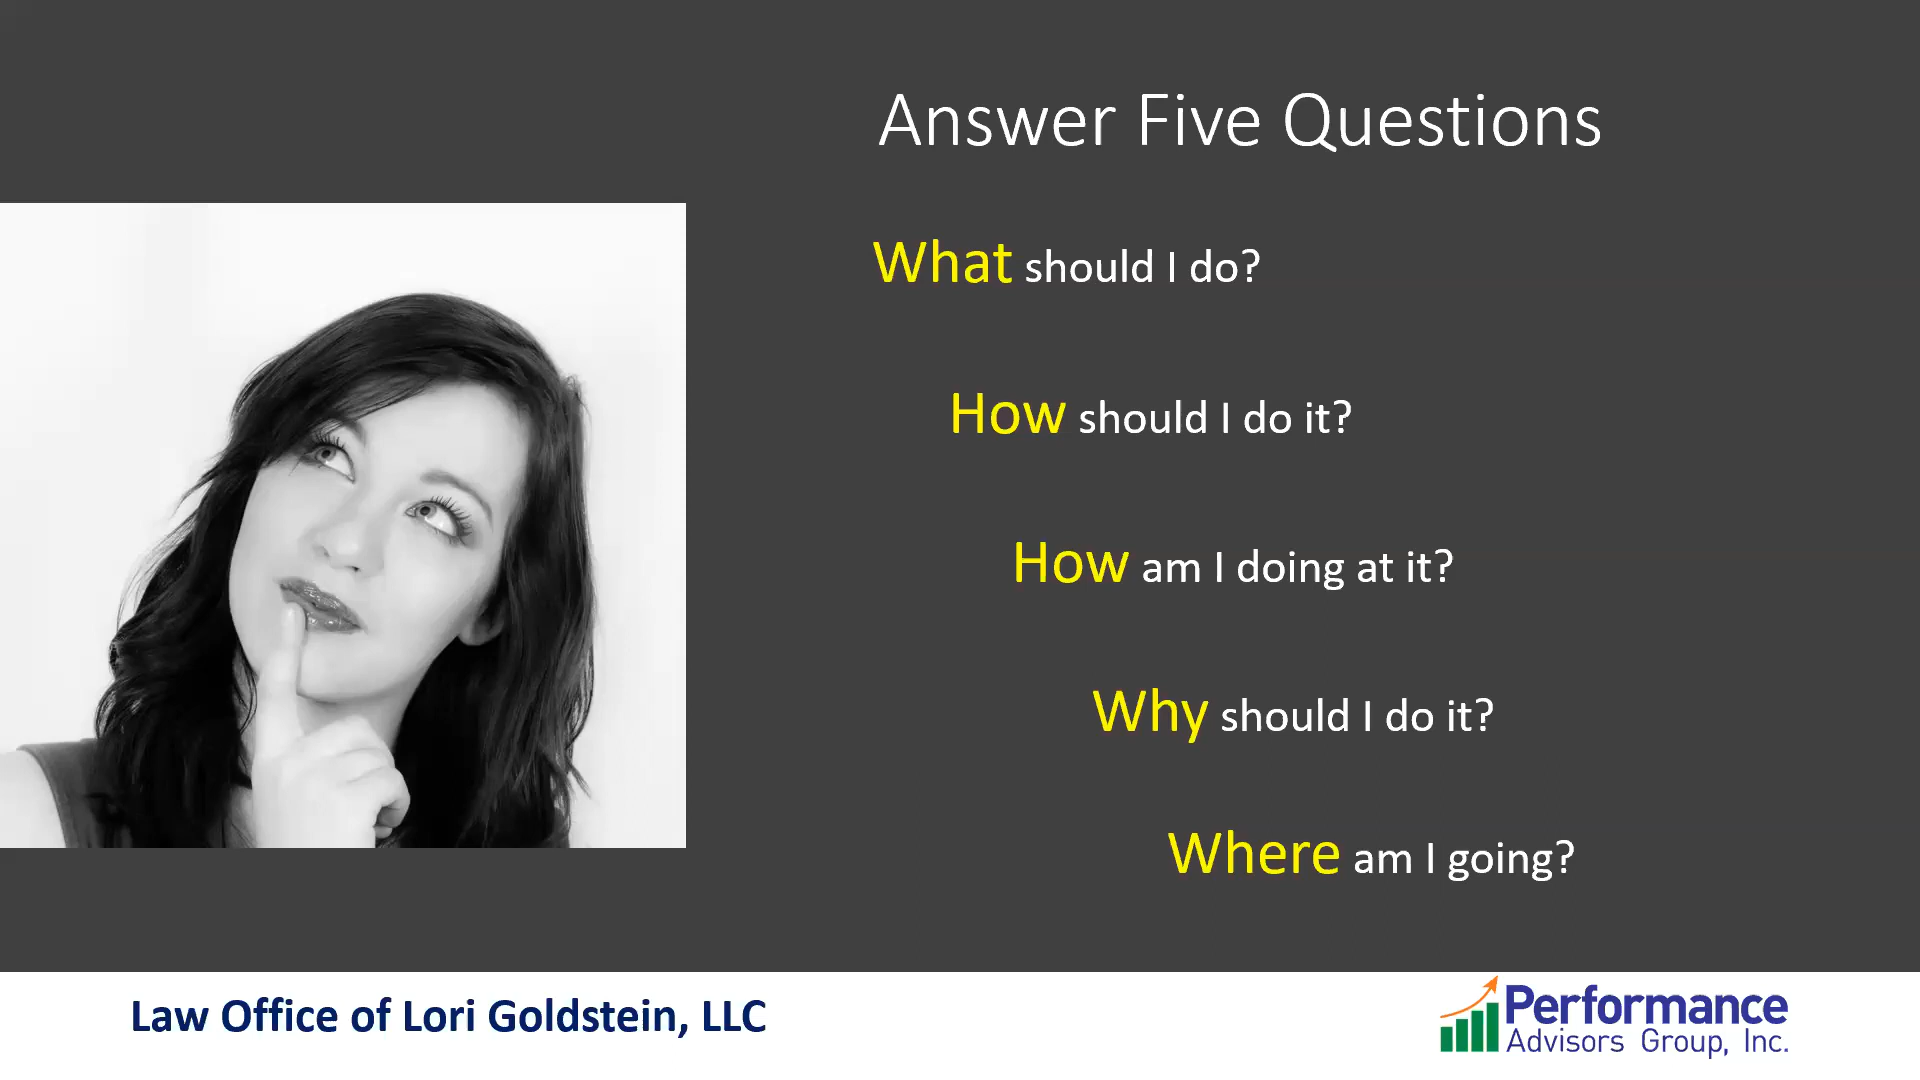 Answer Five Questions
What should I do?
How should I do it?
How am I doing at it?
Why should I do it?
Where am I going?
Law Office of Lori Goldstein, LLC
Performance
Advisors Group, Inc.